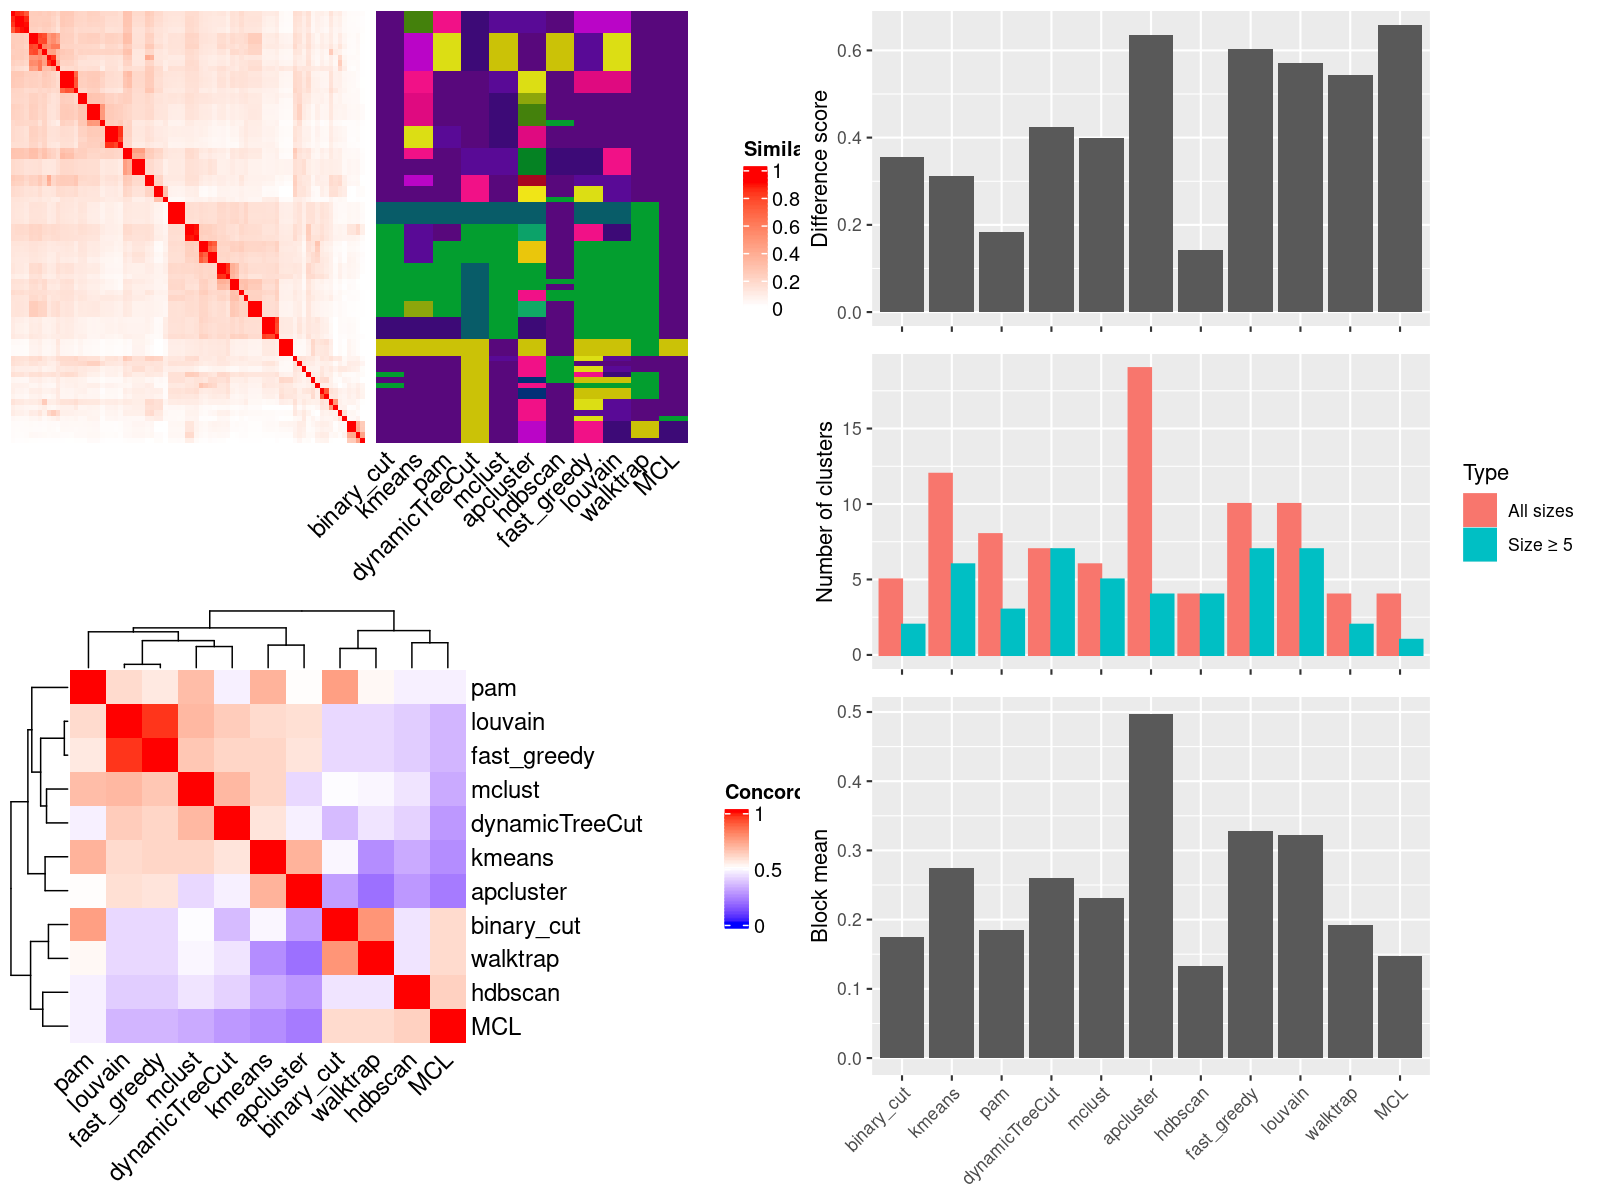 Simila
1
0.8
0.6
0.4
0.2
0
binary_cut
kmeans
pam
dynamicTreeCut
mclust
apcluster
hdbscan
fast_greedy
louvain
walktrap
MCL
pam
louvain
fast_greedy
mclust
dynamicTreeCut
kmeans
apcluster
binary_cut
walktrap
hdbscan
MCL
pam
louvain
fast_greedy
mclust
dynamicTreeCut
kmeans
apcluster
binary_cut
walktrap
hdbscan
MCL
Concord
1
0.5
0
Difference score
0.6
0.4
0.2
0.0
Number of clusters
15
10
5
0
Block mean
0.5
0.4
0.3
0.2
0.1
0.0
binary_cut
kmeans
pam
dynamicTreeCut
mclust
apcluster
hdbscan
fast_greedy
louvain
walktrap
MCL
Type
All sizes
Size ≥ 5